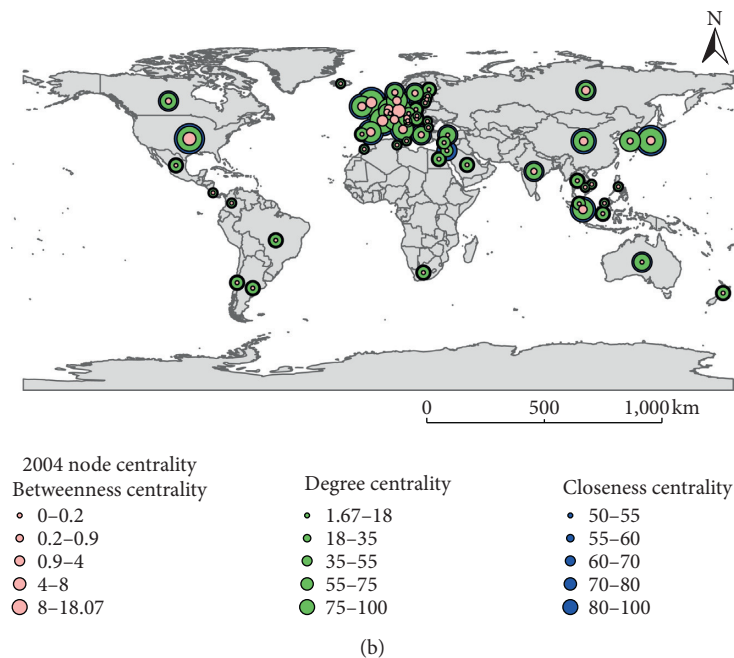 N
0 500 1,000 km
2004 node centrality
Betweenness centrality
0–0.2
0.2–0.9
0.9–4
4–8
8–18.07
Degree centrality
1.67–18
18–35
35–55
55–75
75–100
Closeness centrality
50–55
55–60
60–70
70–80
80–100
(b)